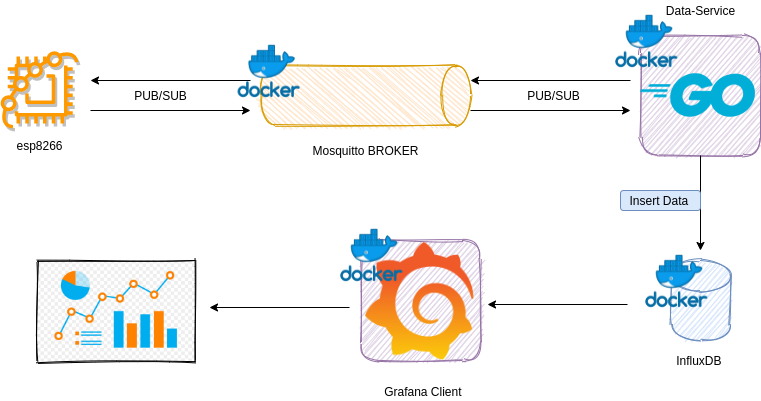 Data-Service
docker
docker
GO
PUB/SUB
PUB/SUB
esp8266
Mosquitto BROKER
Insert Data
docker
docker
InfluxDB
Grafana Client